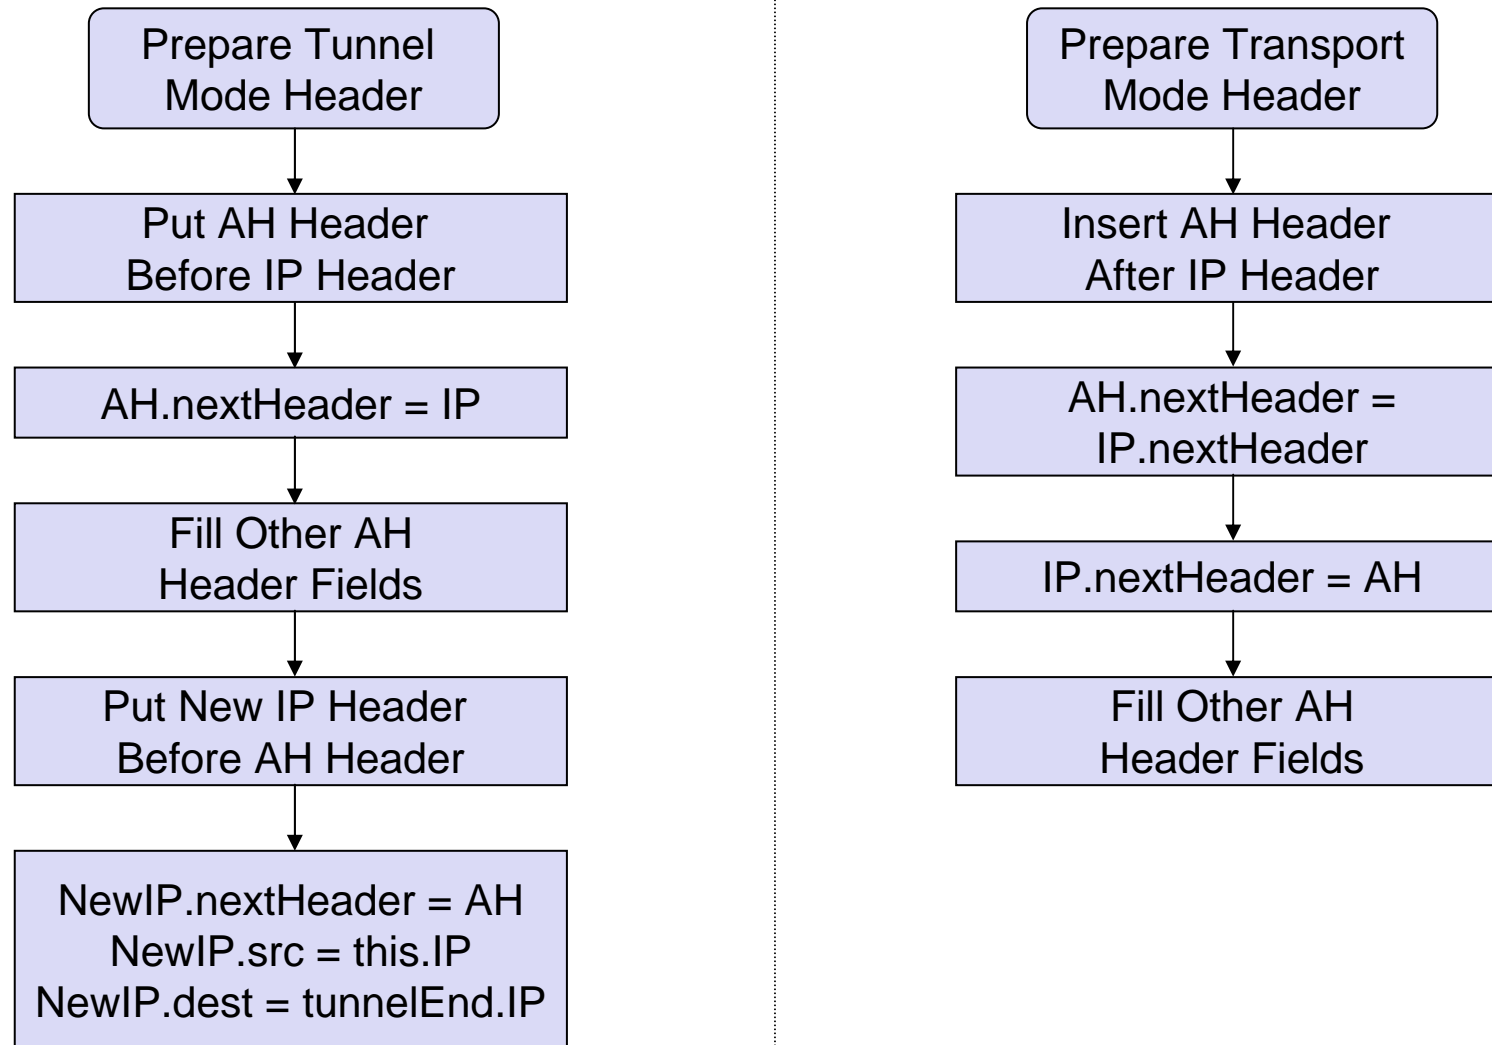 Prepare Tunnel
Mode Header
Put AH Header
Before IP Header
AH.nextHeader = IP
Fill Other AH
Header Fields
Put New IP Header
Before AH Header
NewIP.nextHeader = AH
NewIP.src = this.IP
NewIP.dest = tunnelEnd.IP
Prepare Transport
Mode Header
Insert AH Header
After IP Header
AH.nextHeader =
IP.nextHeader
IP.nextHeader = AH
Fill Other AH
Header Fields